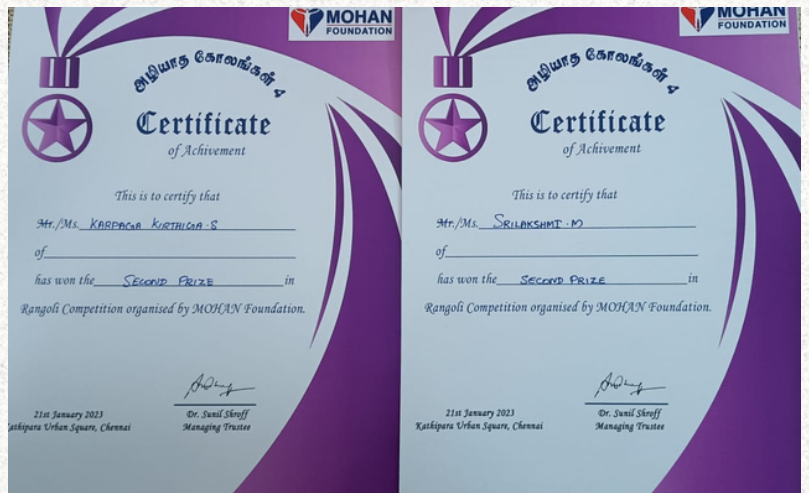 MOHAN
FOUNDATION
அழியாத கோலங்கள் 4
Certificate
of Achivement
This is to certify that
Mr./Ms. KARPAGA KIRTHIGA.S
of
has won the SECOND PRIZE in
Rangoli Competition organised by MOHAN Foundation.
21st January 2023
Kathipara Urban Square, Chennai
Dr. Sunil Shroff
Managing Trustee
MOHAN
FOUNDATION
அழியாத கோலங்கள் 4
Certificate
of Achivement
This is to certify that
Mr./Ms. SRILAKSHMI.M
of
has won the SECOND PRIZE in
Rangoli Competition organised by MOHAN Foundation.
21st January 2023
Kathipara Urban Square, Chennai
Dr. Sunil Shroff
Managing Trustee